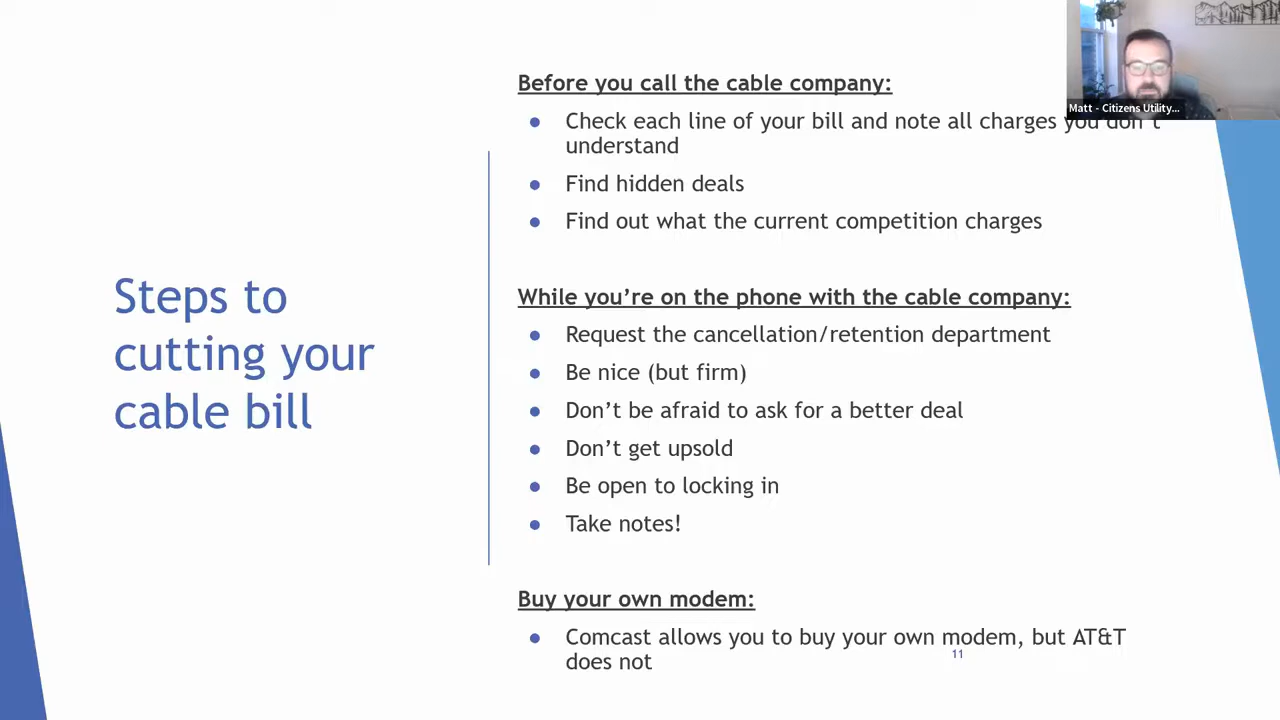 Before you call the cable company:
● Check each line of your bill and note all charges you don't
understand
● Find hidden deals
● Find out what the current competition charges
While you’re on the phone with the cable company:
● Request the cancellation/retention department
● Be nice (but firm)
● Don’t be afraid to ask for a better deal
● Don’t get upsold
● Be open to locking in
● Take notes!
Buy your own modem:
● Comcast allows you to buy your own modem, but AT&T
does not
Steps to
cutting your
cable bill
11
Matt - Citizens Utility...